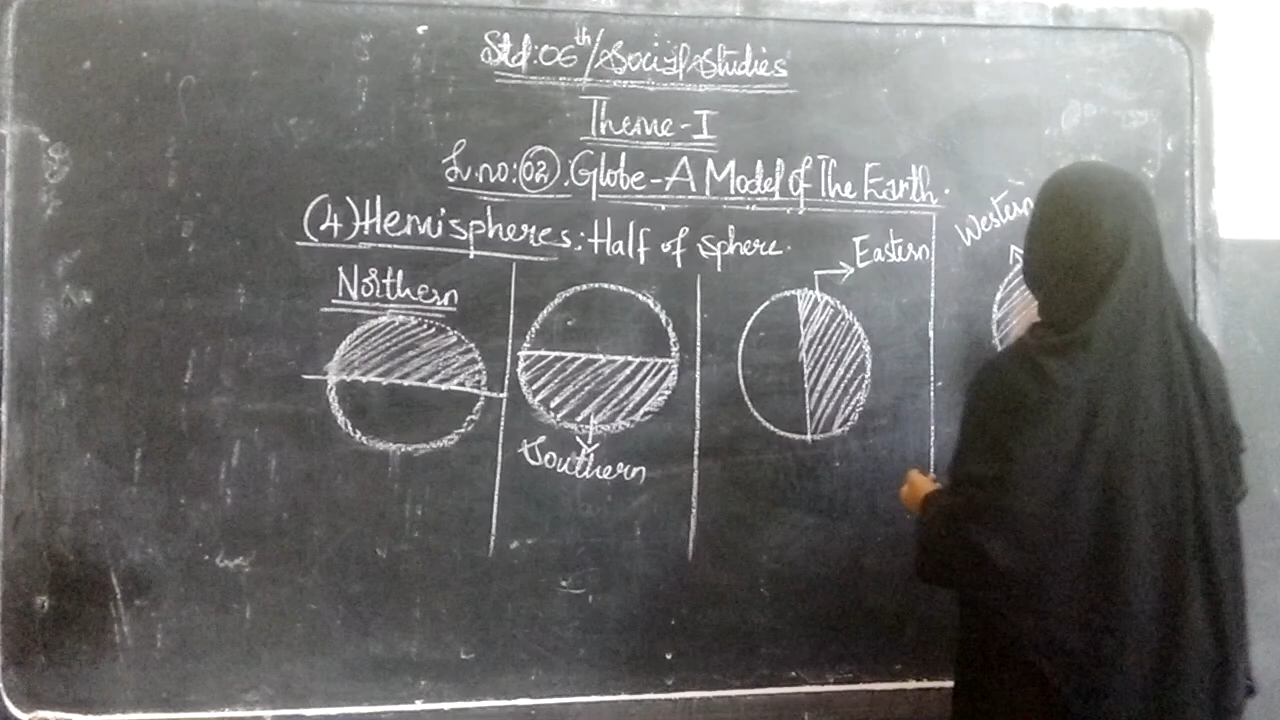 Std:06th/Social Studies
Theme-I
L.no:02:Globe-A Model of The Earth.
(4)Hemispheres:Half of sphere.
Northern
Southern
Eastern
Western